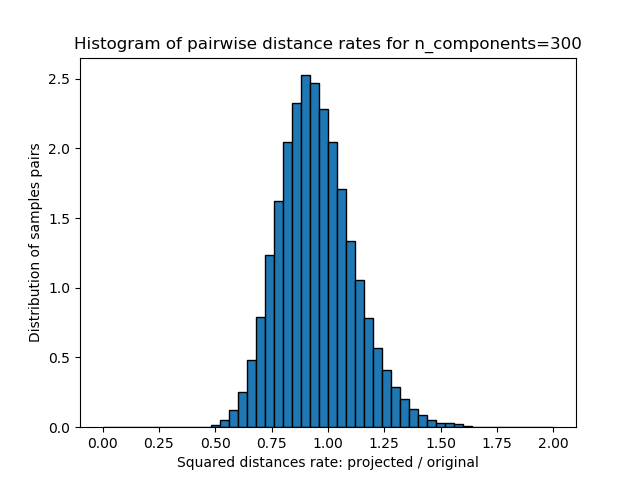 Histogram of pairwise distance rates for n_components=300
Distribution of samples pairs
2.5
2.0
1.5
1.0
0.5
0.0
0.00 0.25 0.50 0.75 1.00 1.25 1.50 1.75 2.00
Squared distances rate: projected / original